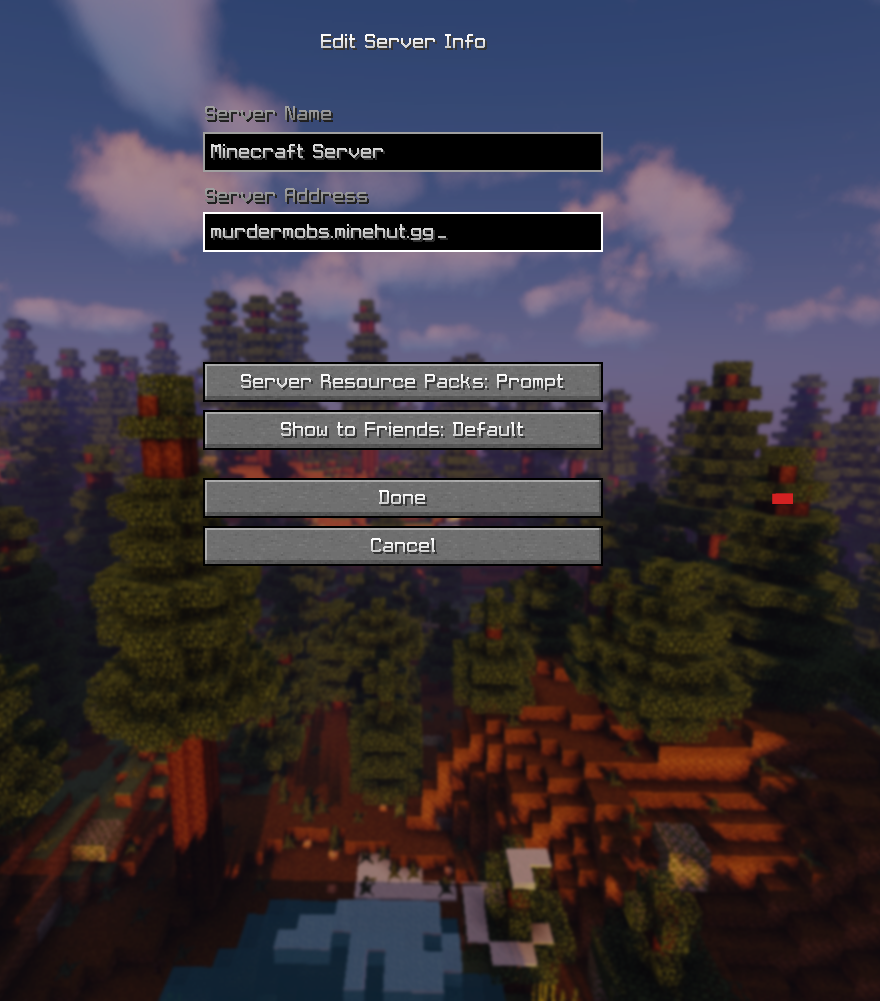 Edit Server Info
Server Name
Minecraft Server
Server Address
murdermobs.minehut.gg_
Server Resource Packs: Prompt
Show to Friends: Default
Done
Cancel